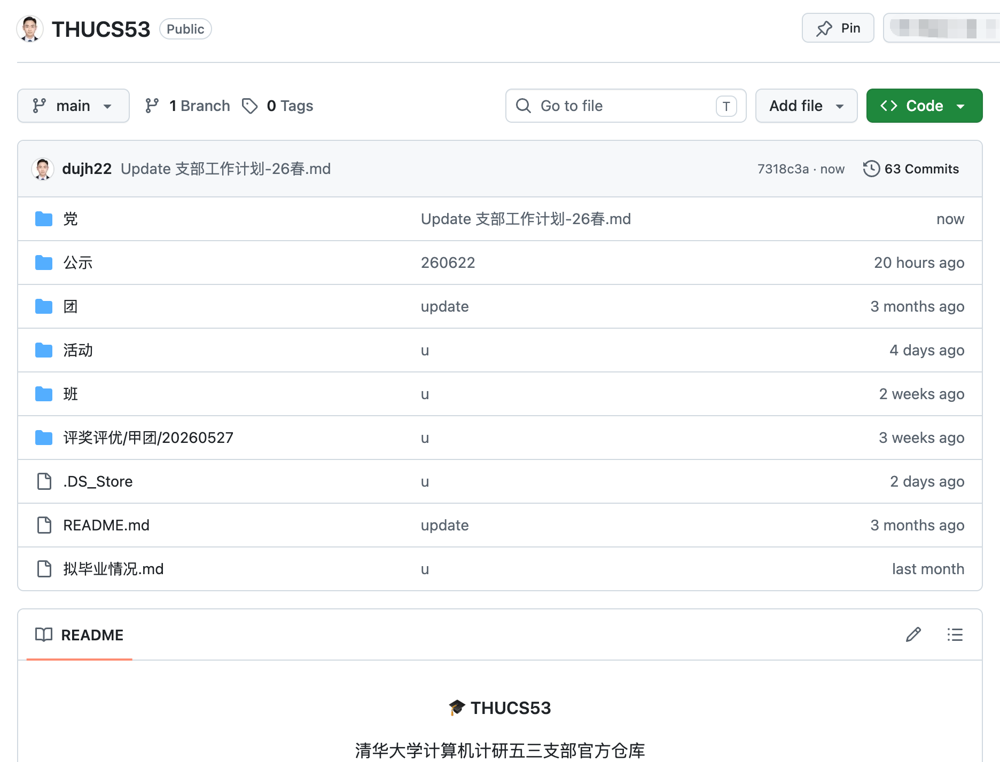 THUCS53 Public Pin
main 1 Branch 0 Tags Go to file T Add file Code
dujh22 Update 支部工作计划-26春.md 7318c3a · now 63 Commits
党 Update 支部工作计划-26春.md now
公示 260622 20 hours ago
团 update 3 months ago
活动 u 4 days ago
班 u 2 weeks ago
评奖评优/甲团/20260527 u 3 weeks ago
.DS_Store u 2 days ago
README.md update 3 months ago
拟毕业情况.md u last month
README
🎓 THUCS53
清华大学计算机计研五三支部官方仓库